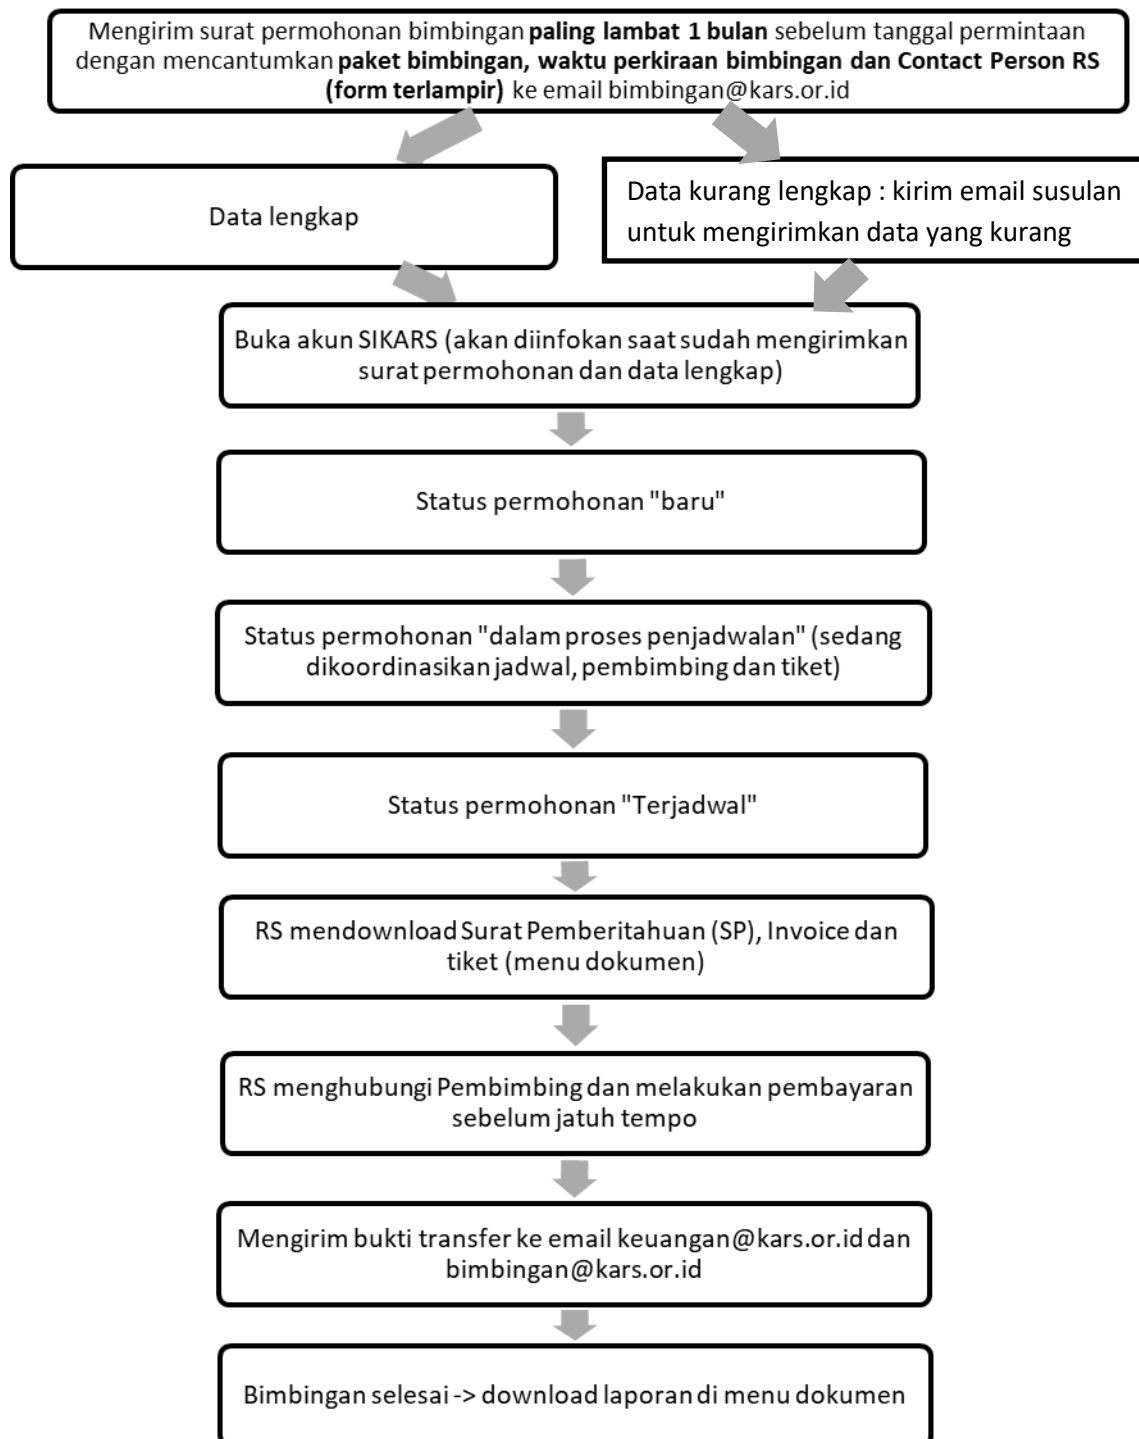 Mengirim surat permohonan bimbingan paling lambat 1 bulan sebelum tanggal permintaan
dengan mencantumkan paket bimbingan, waktu perkiraan bimbingan dan Contact Person RS
(form terlampir) ke email bimbingan@kars.or.id
Data lengkap
Data kurang lengkap : kirim email susulan
untuk mengirimkan data yang kurang
Buka akun SIKARS (akan diinfokan saat sudah mengirimkan
surat permohonan dan data lengkap)
Status permohonan "baru"
Status permohonan "dalam proses penjadwalan" (sedang
dikoordinasikan jadwal, pembimbing dan tiket)
Status permohonan "Terjadwal"
RS mendownload Surat Pemberitahuan (SP), Invoice dan
tiket (menu dokumen)
RS menghubungi Pembimbing dan melakukan pembayaran
sebelum jatuh tempo
Mengirim bukti transfer ke email keuangan@kars.or.id dan
bimbingan@kars.or.id
Bimbingan selesai -> download laporan di menu dokumen